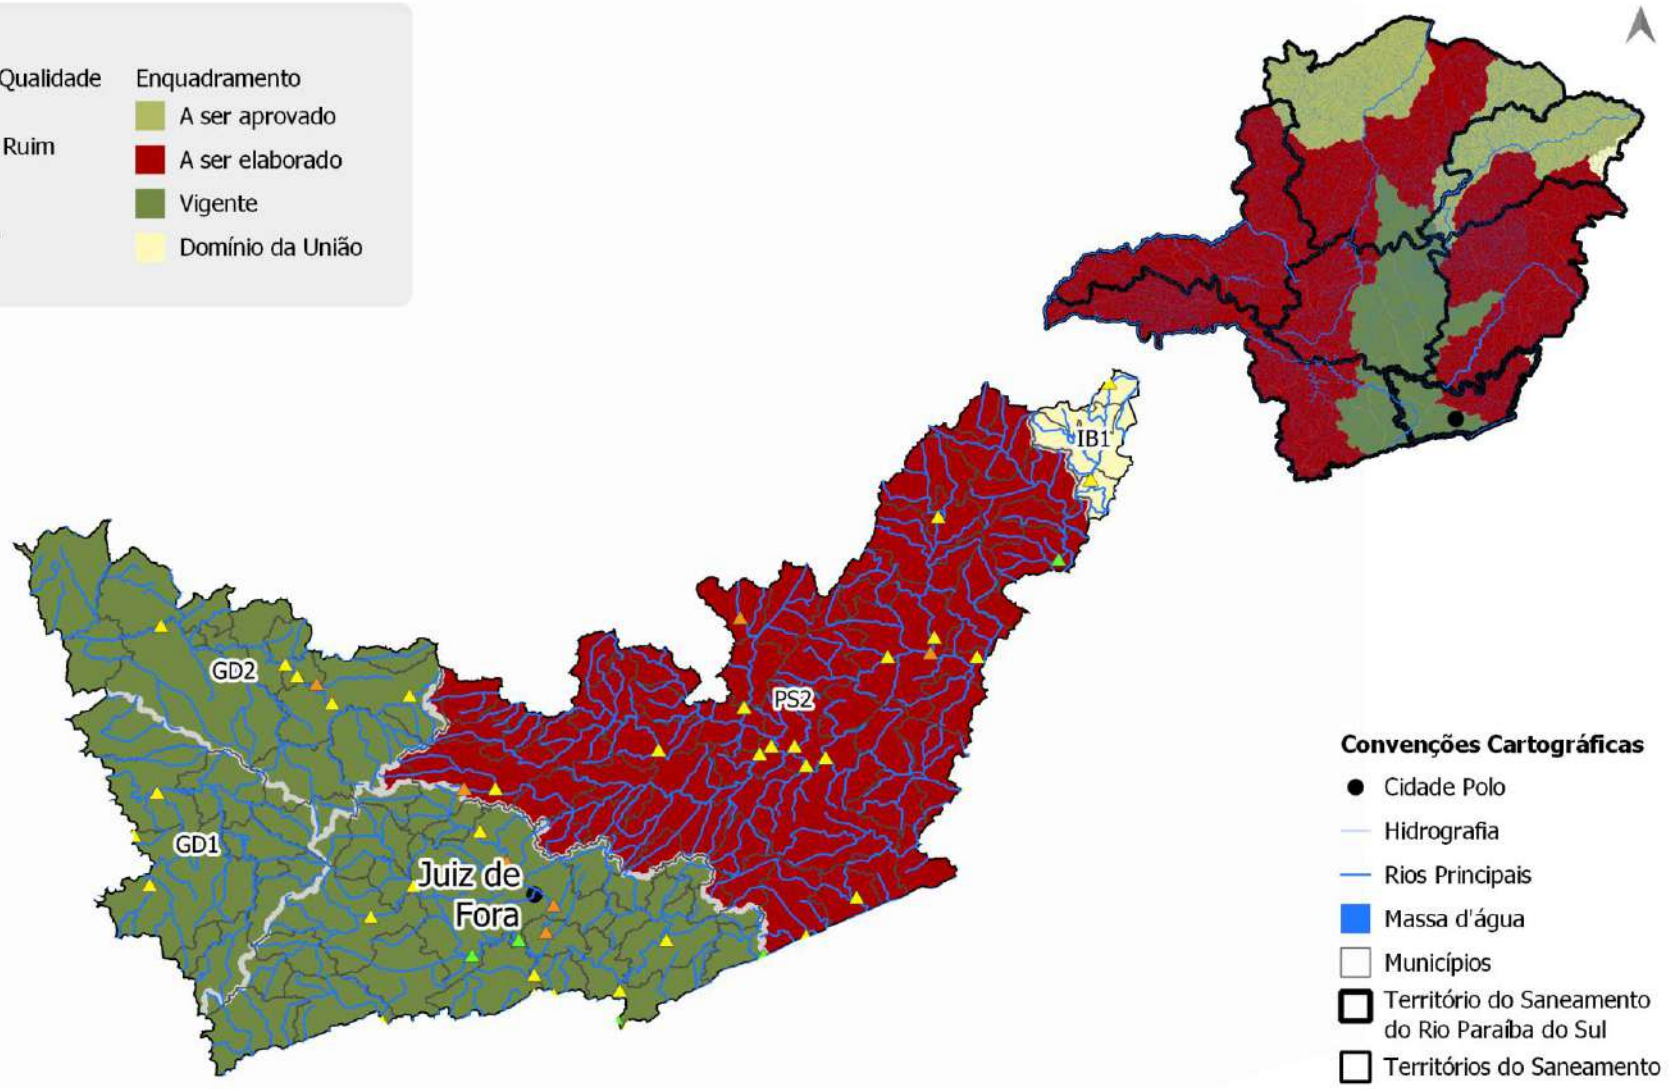 Qualidade
Enquadramento
A ser aprovado
Ruim
A ser elaborado
Vigente
Domínio da União
IB1
GD2
PS2
GD1
Juiz de
Fora
Convenções Cartográficas
Cidade Polo
Hidrografia
Rios Principais
Massa d'água
Municípios
Território do Saneamento
do Rio Paraíba do Sul
Territórios do Saneamento